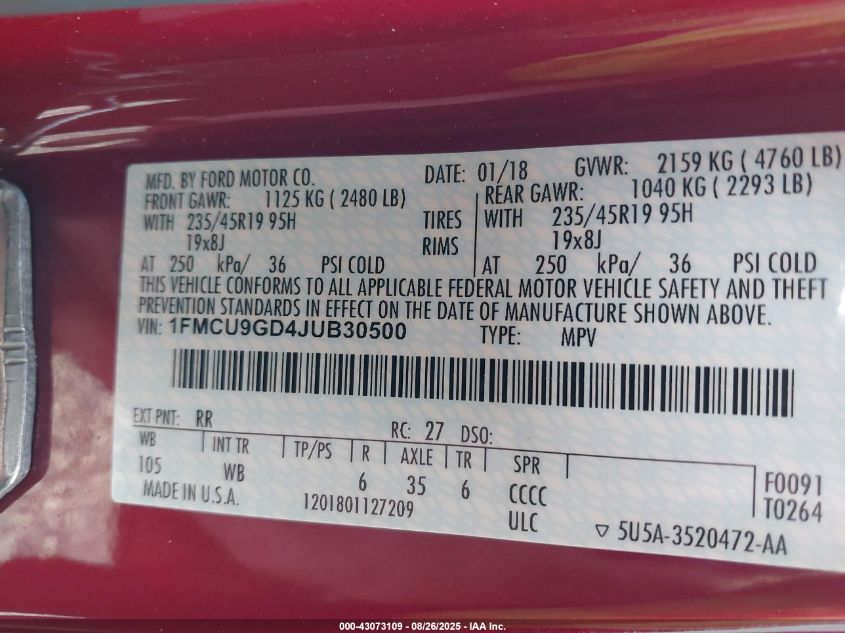 MFD. BY FORD MOTOR CO. DATE: 01/18 GVWR: 2159 KG ( 4760 LB)
FRONT GAWR: 1125 KG ( 2480 LB) REAR GAWR: 1040 KG ( 2293 LB)
WITH 235/45R19 95H TIRES WITH 235/45R19 95H
19x8J RIMS 19x8J
AT 250 kPa/ 36 PSI COLD AT 250 kPa/ 36 PSI COLD
THIS VEHICLE CONFORMS TO ALL APPLICABLE FEDERAL MOTOR VEHICLE SAFETY AND THEFT
PREVENTION STANDARDS IN EFFECT ON THE DATE OF MANUFACTURE SHOWN ABOVE.
VIN: 1FMCU9GD4JUB30500 TYPE: MPV
EXT PNT: RR RC: 27 DSO:
WB INT TR TP/PS R AXLE TR SPR
105 WB 6 35 6 CCCC F0091
MADE IN U.S.A. 1201801127209 ULC T0264
5U5A-3520472-AA
000-43073109 - 08/26/2025 - IAA Inc.